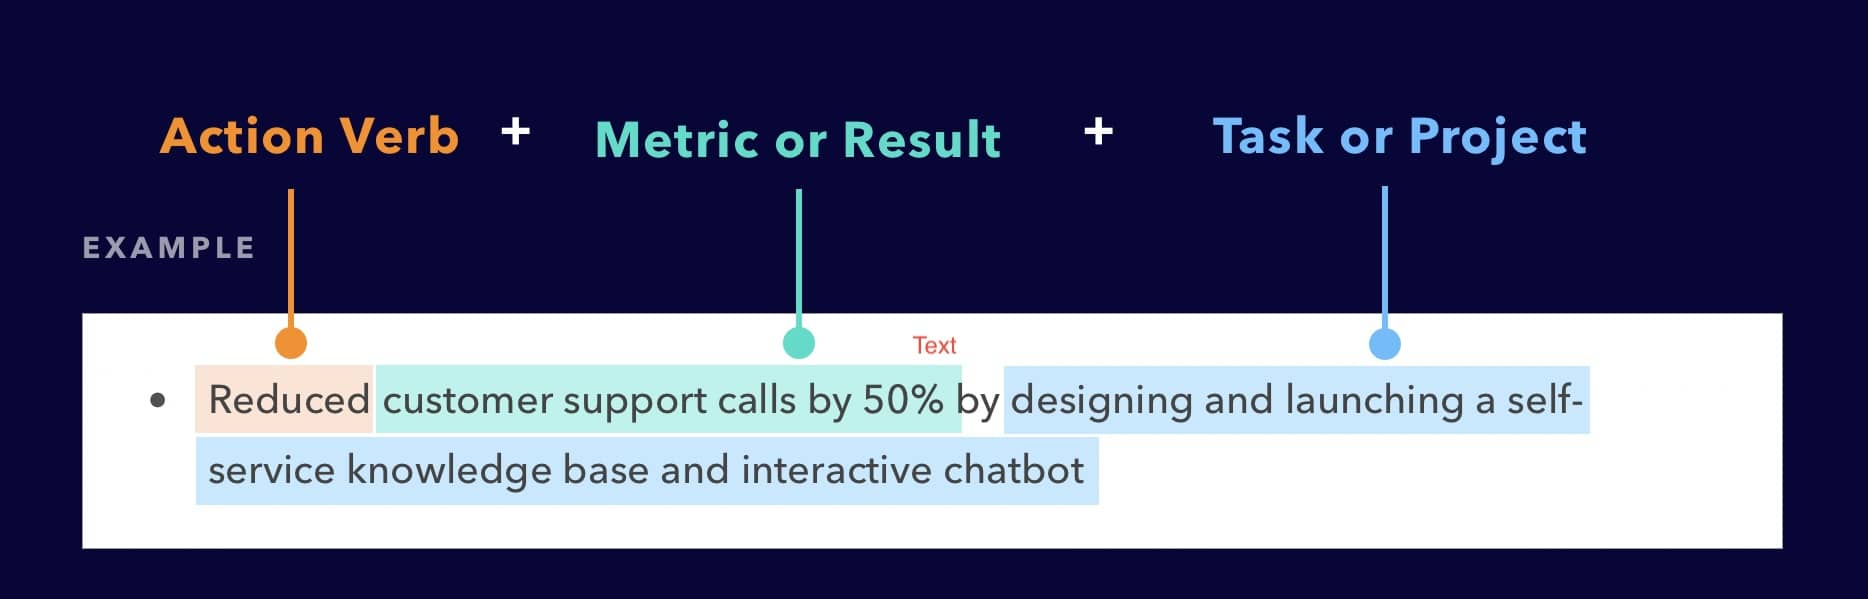 Action Verb + Metric or Result + Task or Project
EXAMPLE
Text
• Reduced customer support calls by 50% by designing and launching a self-
service knowledge base and interactive chatbot